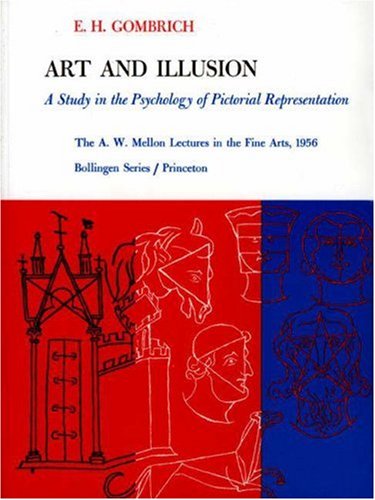 E. H. GOMBRICH
ART AND ILLUSION
A Study in the Psychology of Pictorial Representation
The A. W. Mellon Lectures in the Fine Arts, 1956
Bollingen Series / Princeton